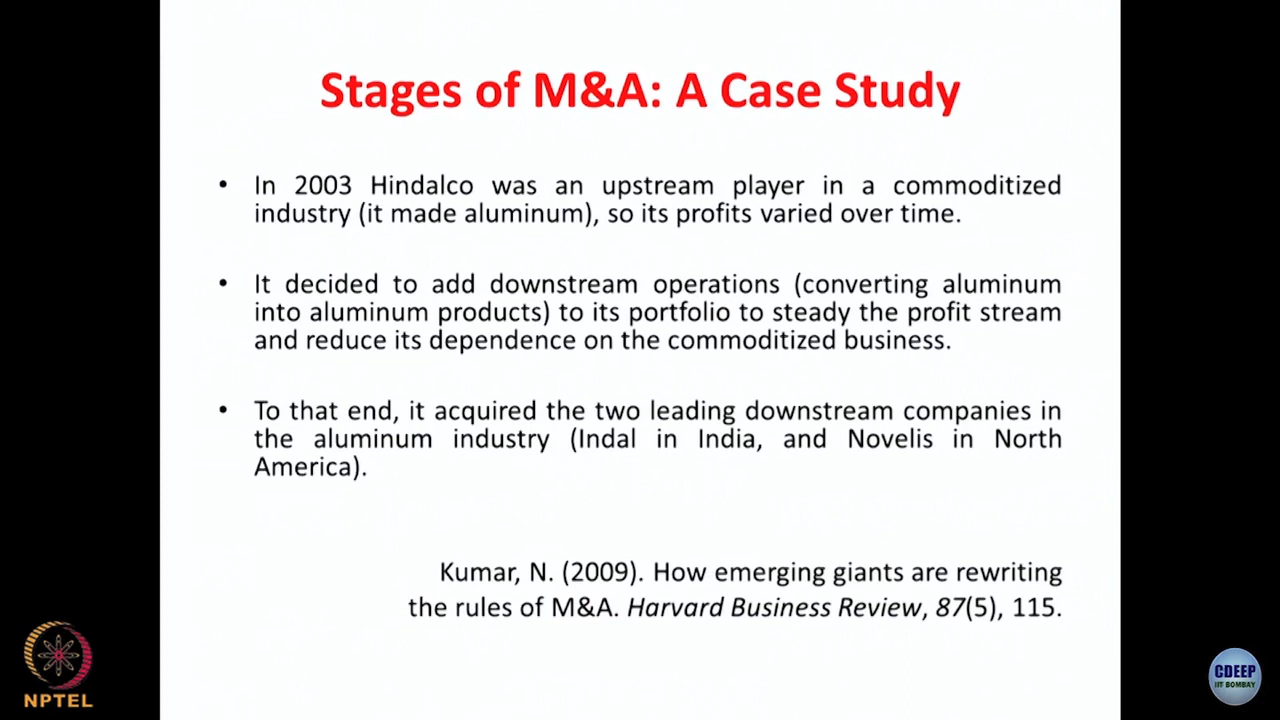 Stages of M&A: A Case Study
• In 2003 Hindalco was an upstream player in a commoditized
industry (it made aluminum), so its profits varied over time.
• It decided to add downstream operations (converting aluminum
into aluminum products) to its portfolio to steady the profit stream
and reduce its dependence on the commoditized business.
• To that end, it acquired the two leading downstream companies in
the aluminum industry (Indal in India, and Novelis in North
America).
Kumar, N. (2009). How emerging giants are rewriting
the rules of M&A. Harvard Business Review, 87(5), 115.
NPTEL
CDEEP
IIT BOMBAY